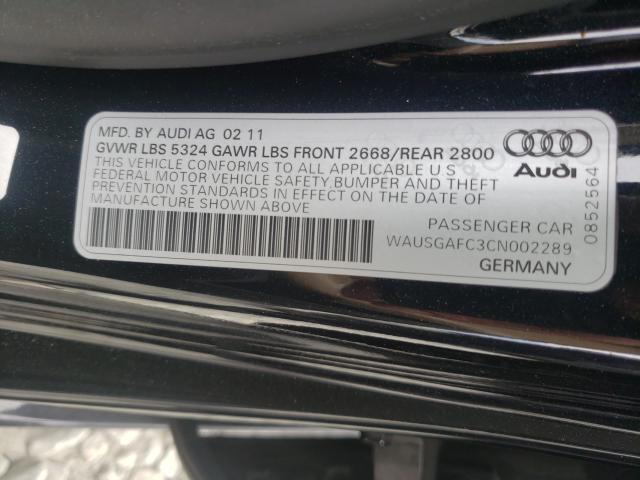 MFD. BY AUDI AG 02 11
GVWR LBS 5324 GAWR LBS FRONT 2668/REAR 2800
THIS VEHICLE CONFORMS TO ALL APPLICABLE U S
FEDERAL MOTOR VEHICLE SAFETY,BUMPER AND THEFT
PREVENTION STANDARDS IN EFFECT ON THE DATE OF
MANUFACTURE SHOWN ABOVE
PASSENGER CAR
WAUSGAFC3CN002289
GERMANY
Audi
0852564